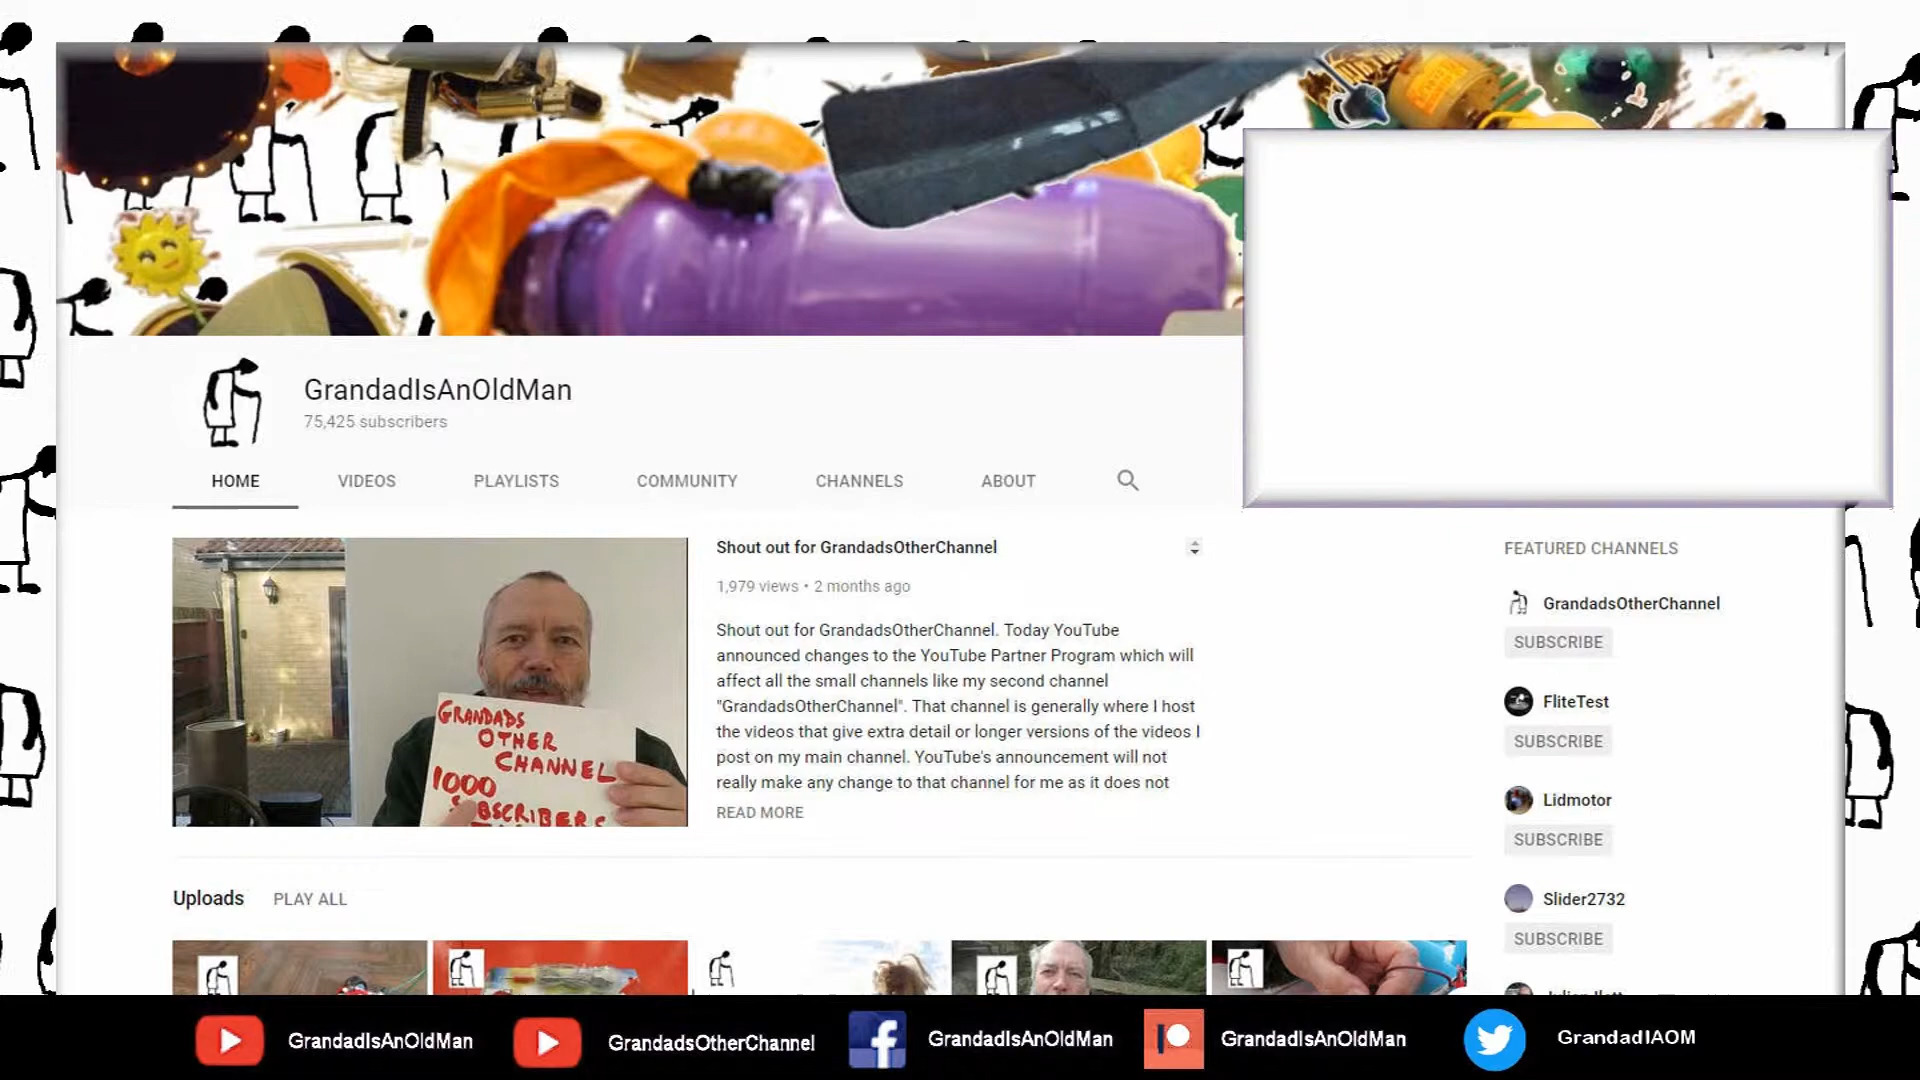 GrandadIsAnOldMan
75,425 subscribers
HOME VIDEOS PLAYLISTS COMMUNITY CHANNELS ABOUT
GRANDADS
OTHER
CHANNEL
1000
SUBSCRIBERS
Shout out for GrandadsOtherChannel
1,979 views • 2 months ago
Shout out for GrandadsOtherChannel. Today YouTube
announced changes to the YouTube Partner Program which will
affect all the small channels like my second channel
"GrandadsOtherChannel". That channel is generally where I host
the videos that give extra detail or longer versions of the videos I
post on my main channel. YouTube's announcement will not
really make any change to that channel for me as it does not
READ MORE
FEATURED CHANNELS
GrandadsOtherChannel
SUBSCRIBE
FliteTest
SUBSCRIBE
Lidmotor
SUBSCRIBE
Slider2732
SUBSCRIBE
Uploads PLAY ALL
GrandadIsAnOldMan GrandadsOtherChannel GrandadIsAnOldMan GrandadIsAnOldMan GrandadIAOM